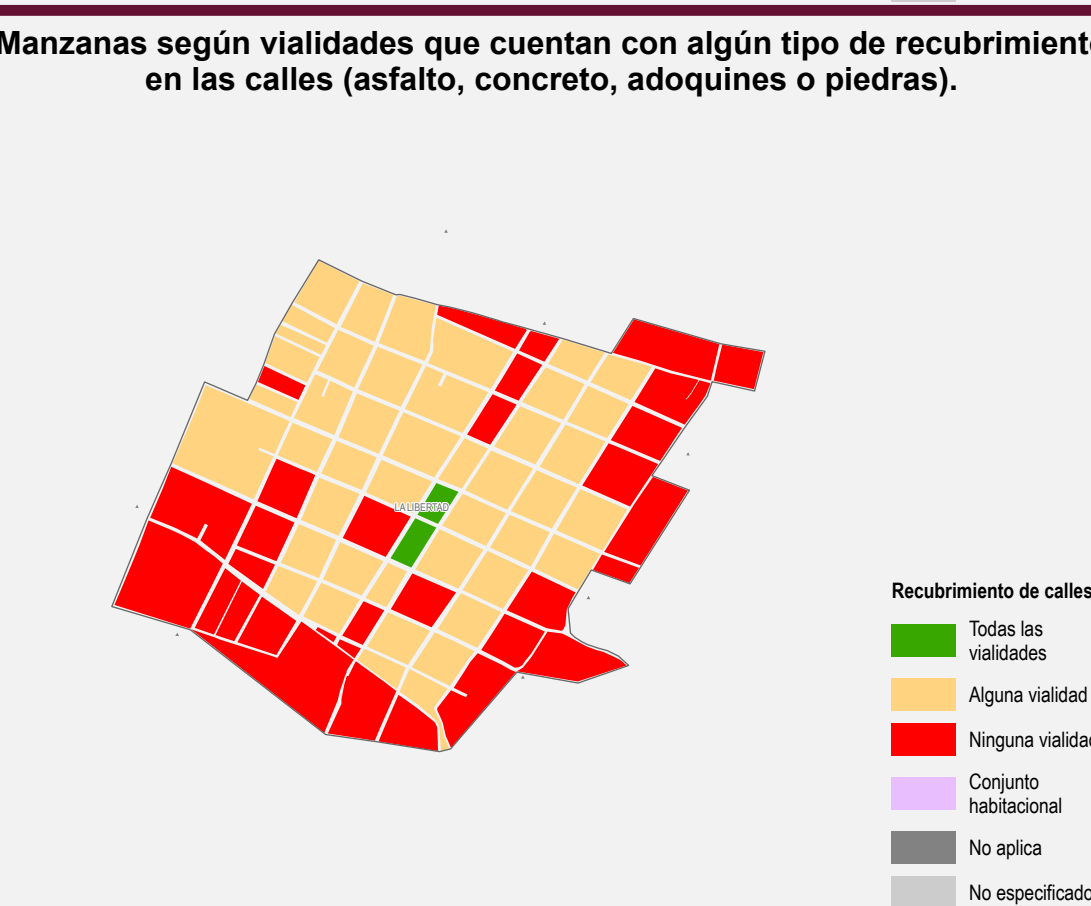 Manzanas según vialidades que cuentan con algún tipo de recubrimient
en las calles (asfalto, concreto, adoquines o piedras).
LA LIBERTAD
Recubrimiento de calles
Todas las
vialidades
Alguna vialidad
Ninguna vialidad
Conjunto
habitacional
No aplica
No especificado